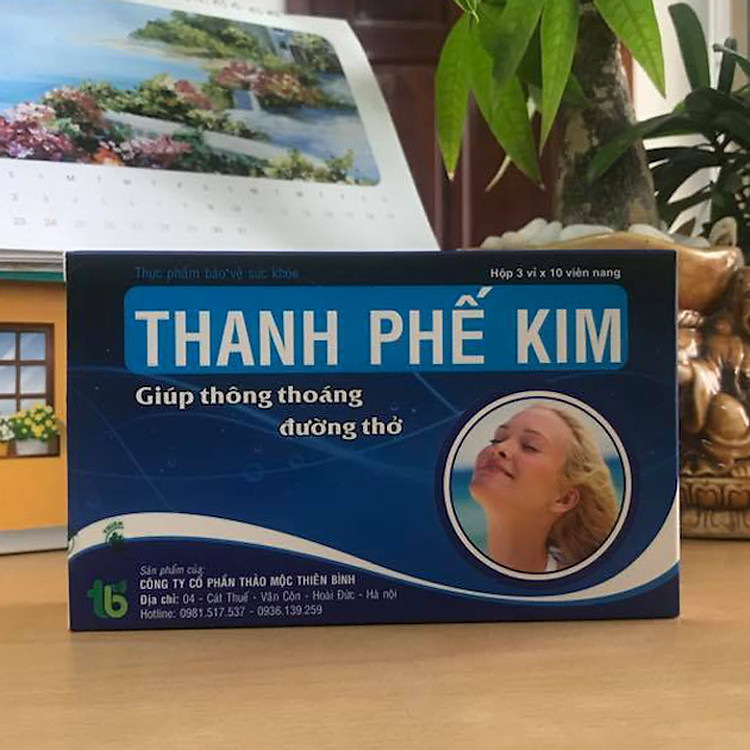 Thực phẩm bảo vệ sức khỏe
Hộp 3 vỉ x 10 viên nang
THANH PHẾ KIM
Giúp thông thoáng
đường thở
Sản phẩm của:
CÔNG TY CỔ PHẦN THẢO MỘC THIÊN BÌNH
Địa chỉ: 04 - Cát Thuế - Vân Côn - Hoài Đức - Hà nội
Hotline: 0981.517.537 - 0936.139.259
tb